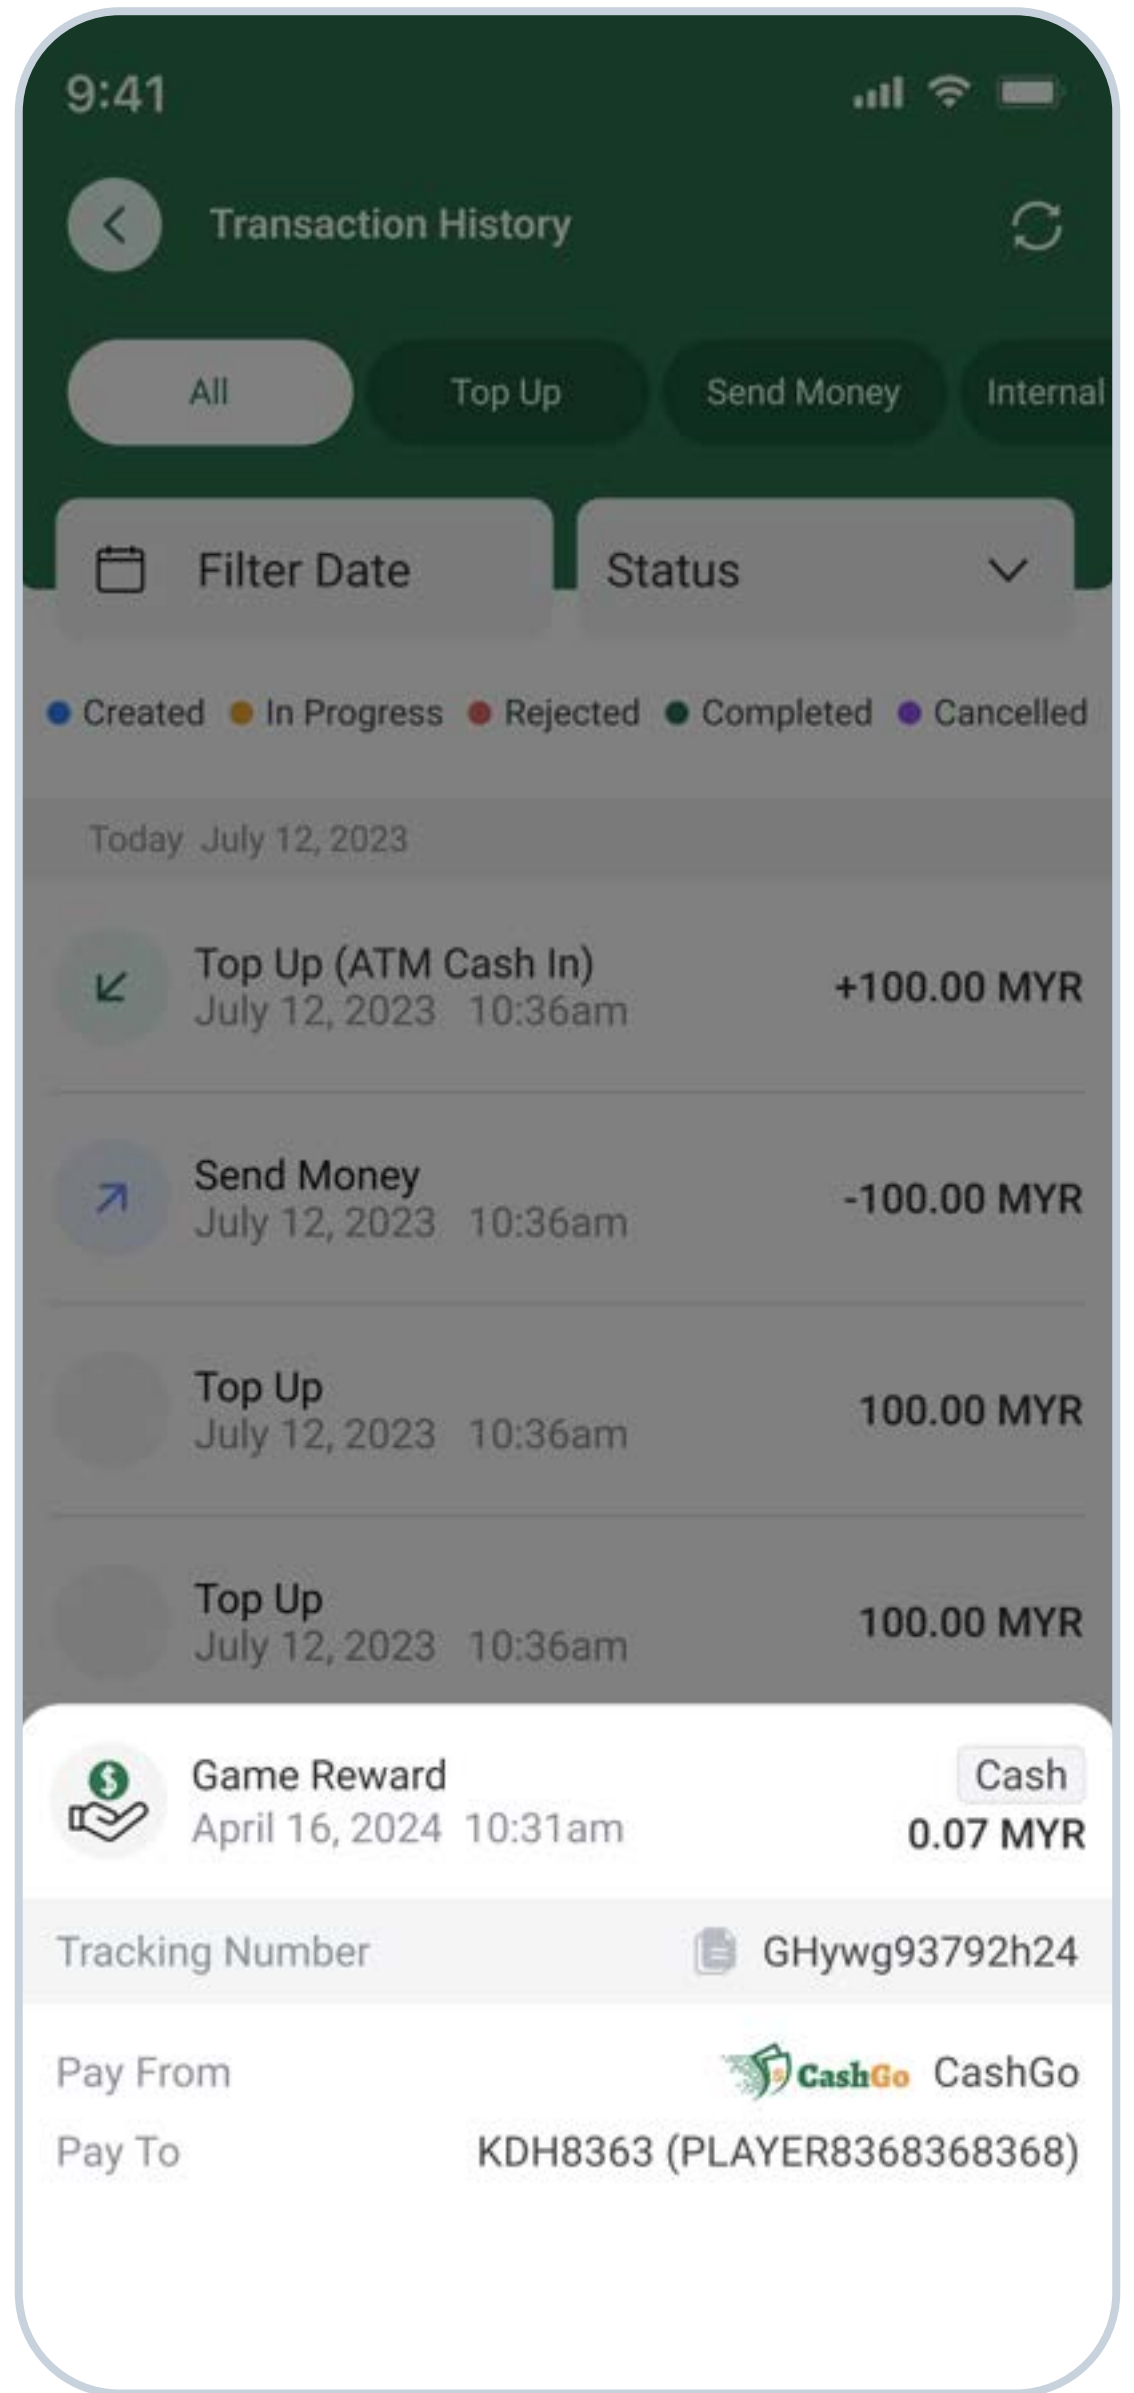 9:41
Transaction History
All Top Up Send Money Internal
Filter Date Status
Created In Progress Rejected Completed Cancelled
Today July 12, 2023
Top Up (ATM Cash In)
July 12, 2023 10:36am
+100.00 MYR
Send Money
July 12, 2023 10:36am
-100.00 MYR
Top Up
July 12, 2023 10:36am
100.00 MYR
Top Up
July 12, 2023 10:36am
100.00 MYR
Game Reward
April 16, 2024 10:31am
Cash
0.07 MYR
Tracking Number GHywg93792h24
Pay From CashGo CashGo
Pay To KDH8363 (PLAYER8368368368)